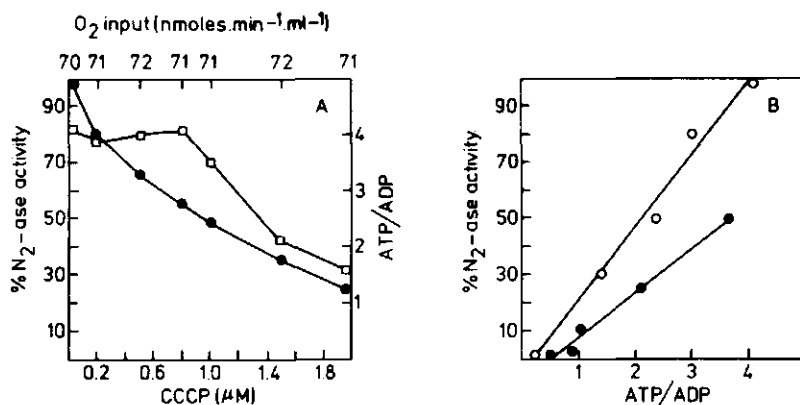 O2 input (nmoles.min-1.ml-1)
70 71 72 71 71 72 71
A
90
70
50
30
10
% N2-ase activity
4
3
2
1
ATP/ADP
0.2 0.6 1.0 1.4 1.8
CCCP (μM)
B
90
70
50
30
10
% N2-ase activity
1 2 3 4
ATP/ADP